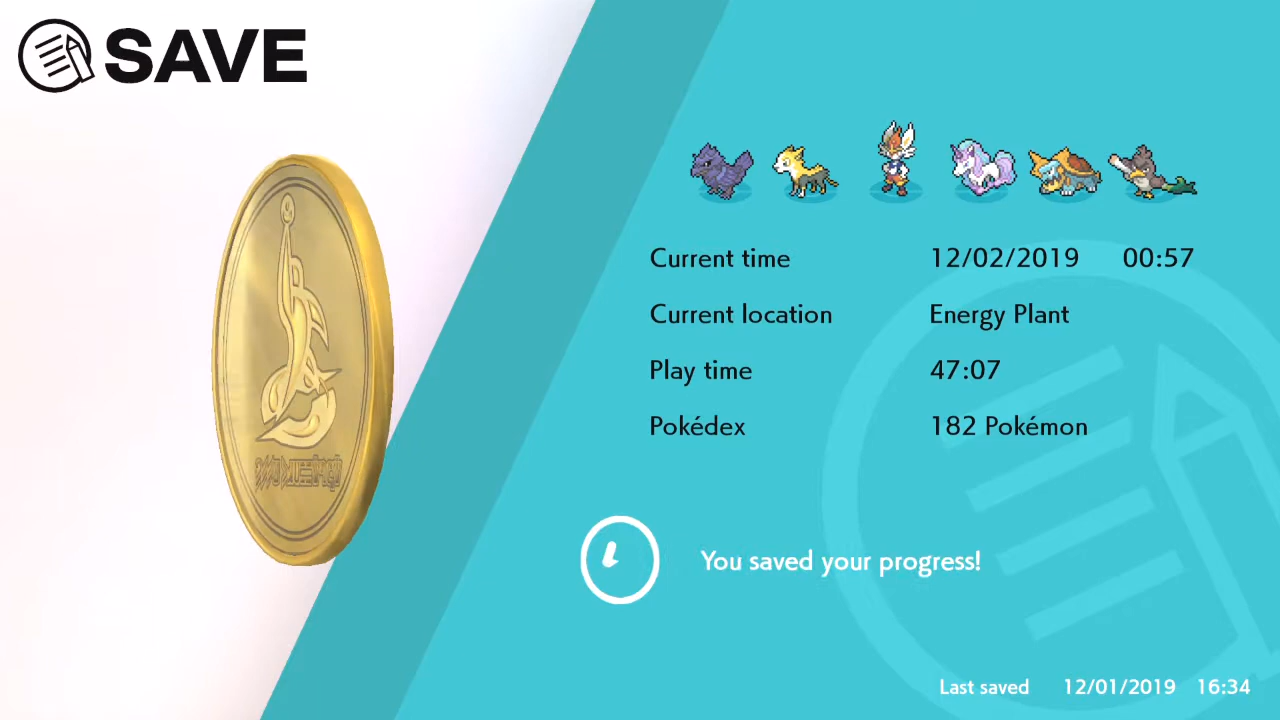 SAVE
Current time 12/02/2019 00:57
Current location Energy Plant
Play time 47:07
Pokédex 182 Pokémon
You saved your progress!
Last saved 12/01/2019 16:34